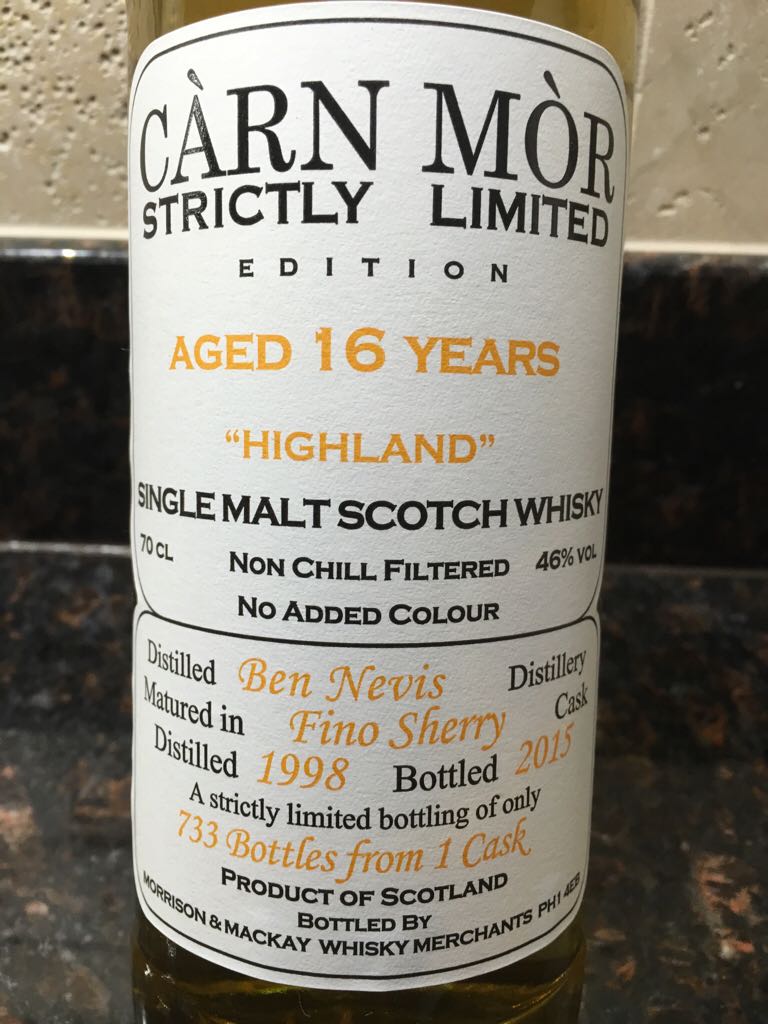 CÀRN MÒR
STRICTLY LIMITED
EDITION
AGED 16 YEARS
“HIGHLAND”
SINGLE MALT SCOTCH WHISKY
70 CL NON CHILL FILTERED 46% VOL
NO ADDED COLOUR
Distilled Ben Nevis Distillery
Matured in Fino Sherry Cask
Distilled 1998 Bottled 2015
A strictly limited bottling of only
733 Bottles from 1 Cask
PRODUCT OF SCOTLAND
BOTTLED BY
MORRISON & MACKAY WHISKY MERCHANTS PH1 4EB